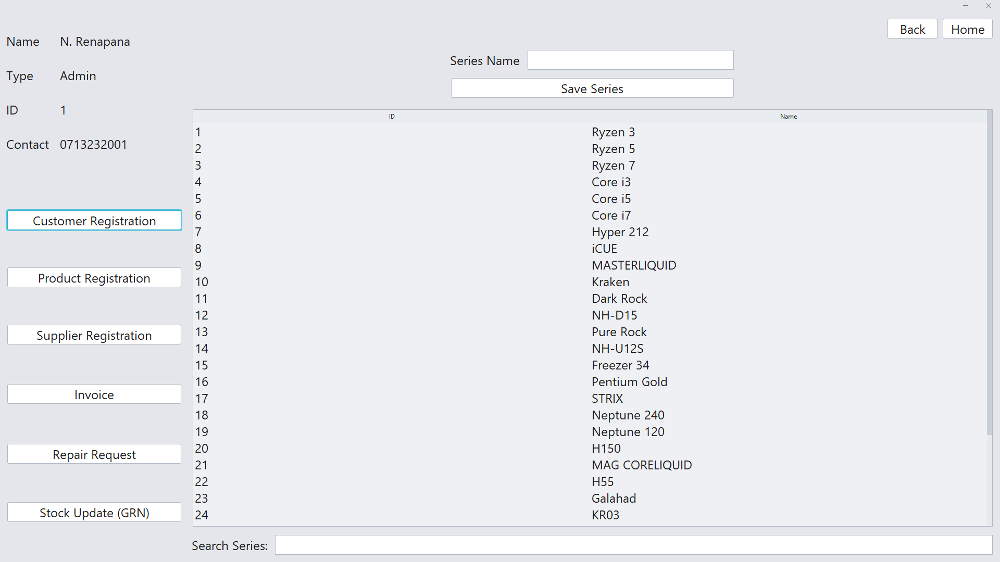 Back Home
Name N. Renapana
Series Name
Type Admin
Save Series
ID 1
ID Name
1 Ryzen 3
Contact 0713232001
2 Ryzen 5
3 Ryzen 7
4 Core i3
5 Core i5
6 Core i7
Customer Registration
7 Hyper 212
8 iCUE
9 MASTERLIQUID
Product Registration
10 Kraken
11 Dark Rock
12 NH-D15
13 Pure Rock
Supplier Registration
14 NH-U12S
15 Freezer 34
16 Pentium Gold
Invoice
17 STRIX
18 Neptune 240
19 Neptune 120
20 H150
Repair Request
21 MAG CORELIQUID
22 H55
23 Galahad
Stock Update (GRN)
24 KR03
Search Series: